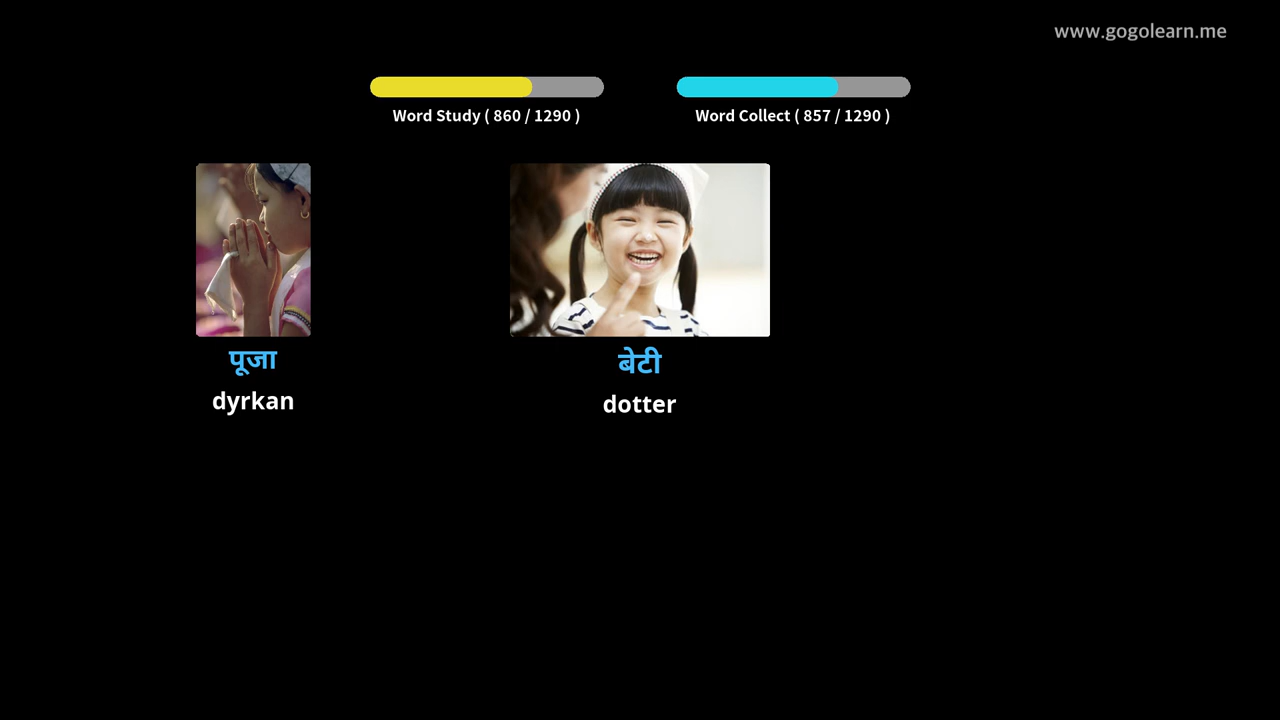 www.gogolearn.me
Word Study ( 860 / 1290 )
Word Collect ( 857 / 1290 )
पूजा
dyrkan
बेटी
dotter